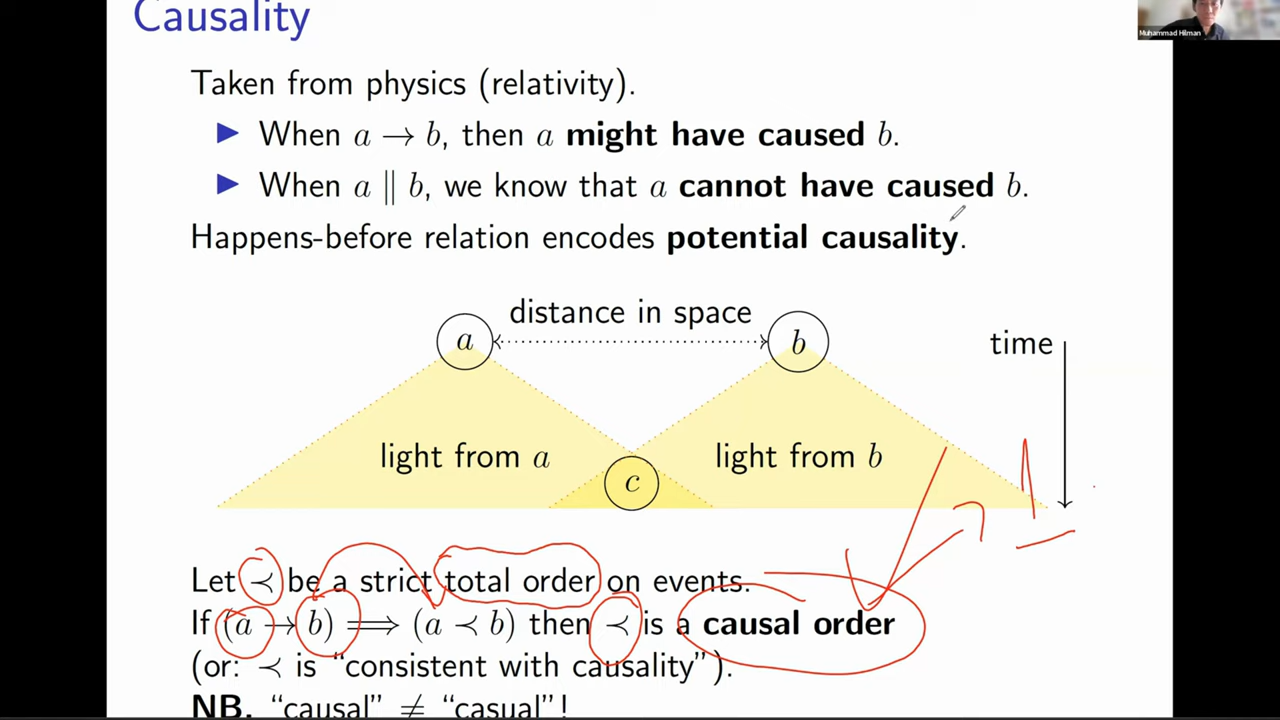 Causality
Muhammad Hilman
Taken from physics (relativity).
▶ When a → b, then a might have caused b.
▶ When a ∥ b, we know that a cannot have caused b.
Happens-before relation encodes potential causality.
distance in space
a
b
time
light from a
light from b
c
Let ≺ be a strict total order on events.
If (a → b) ⟹ (a ≺ b) then ≺ is a causal order
(or: ≺ is “consistent with causality”).
NB. “causal” ≠ “casual”!